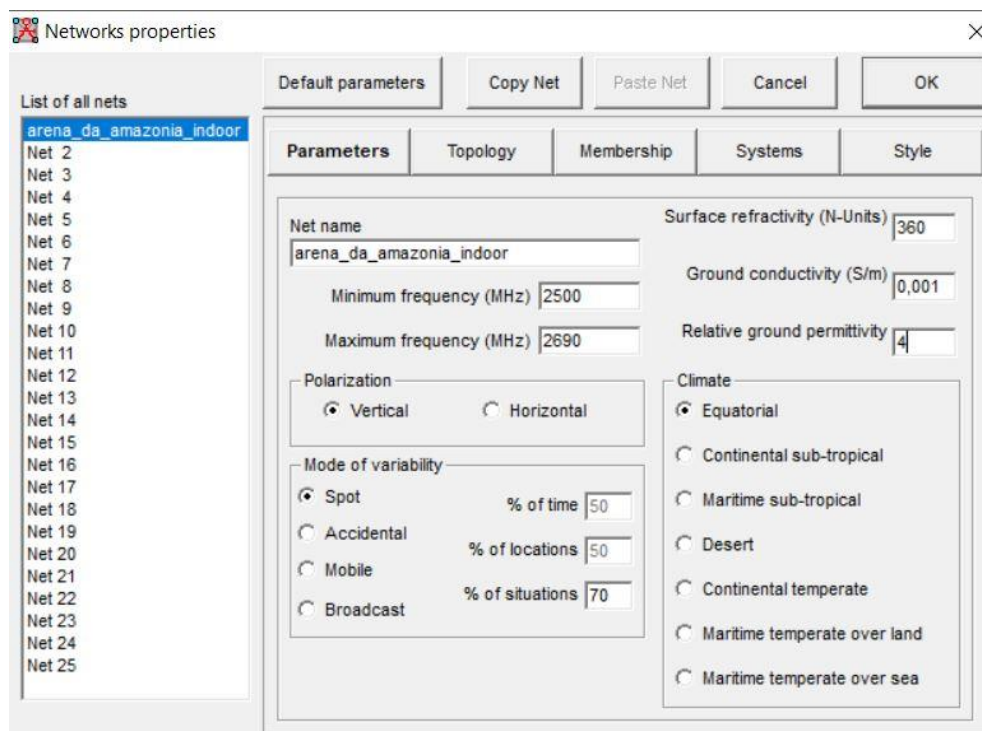 Networks properties
Default parameters
Copy Net
Paste Net
Cancel
OK
List of all nets
arena_da_amazonia_indoor
Net 2
Net 3
Net 4
Net 5
Net 6
Net 7
Net 8
Net 9
Net 10
Net 11
Net 12
Net 13
Net 14
Net 15
Net 16
Net 17
Net 18
Net 19
Net 20
Net 21
Net 22
Net 23
Net 24
Net 25
Parameters
Topology
Membership
Systems
Style
Net name
arena_da_amazonia_indoor
Minimum frequency (MHz) 2500
Maximum frequency (MHz) 2690
Surface refractivity (N-Units) 360
Ground conductivity (S/m) 0,001
Relative ground permittivity 4
Polarization
Vertical
Horizontal
Mode of variability
Spot
Accidental
Mobile
Broadcast
% of time 50
% of locations 50
% of situations 70
Climate
Equatorial
Continental sub-tropical
Maritime sub-tropical
Desert
Continental temperate
Maritime temperate over land
Maritime temperate over sea